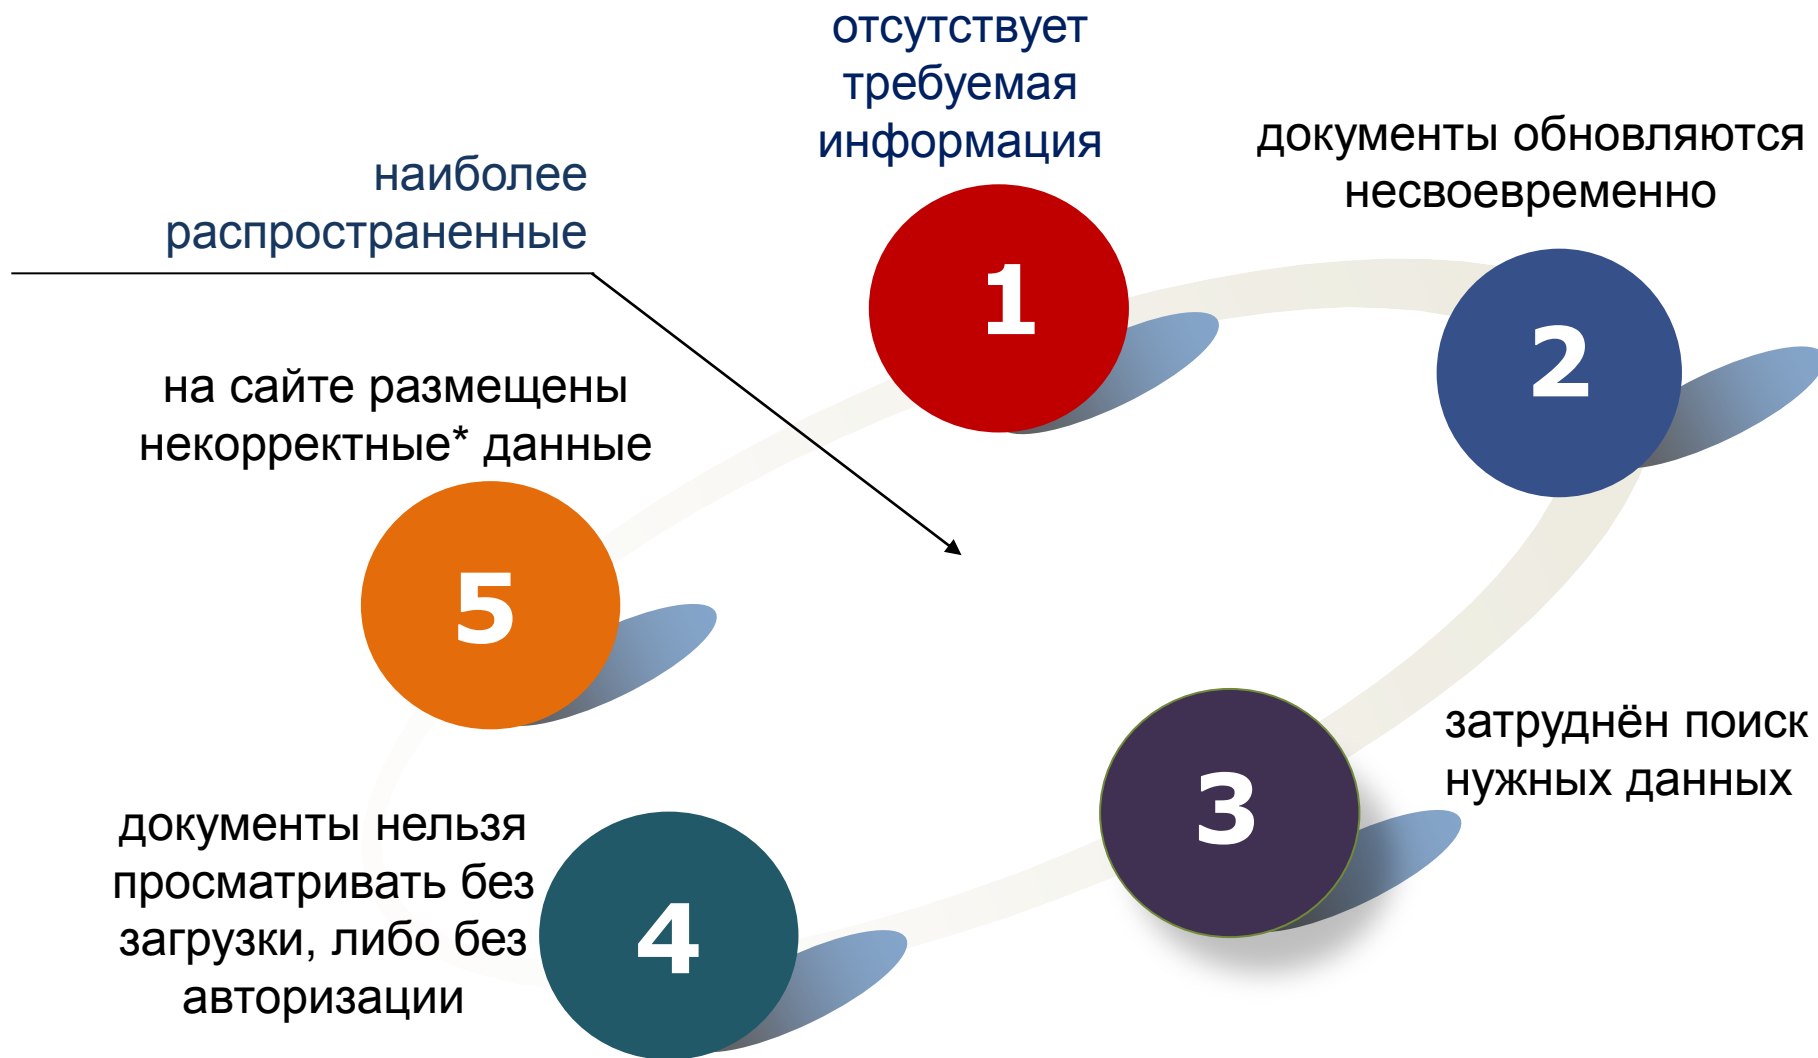 отсутствует
требуемая
информация
наиболее
распространенные
документы обновляются
несвоевременно
1
2
на сайте размещены
некорректные* данные
5
затруднён поиск
нужных данных
3
документы нельзя
просматривать без
загрузки, либо без
авторизации
4